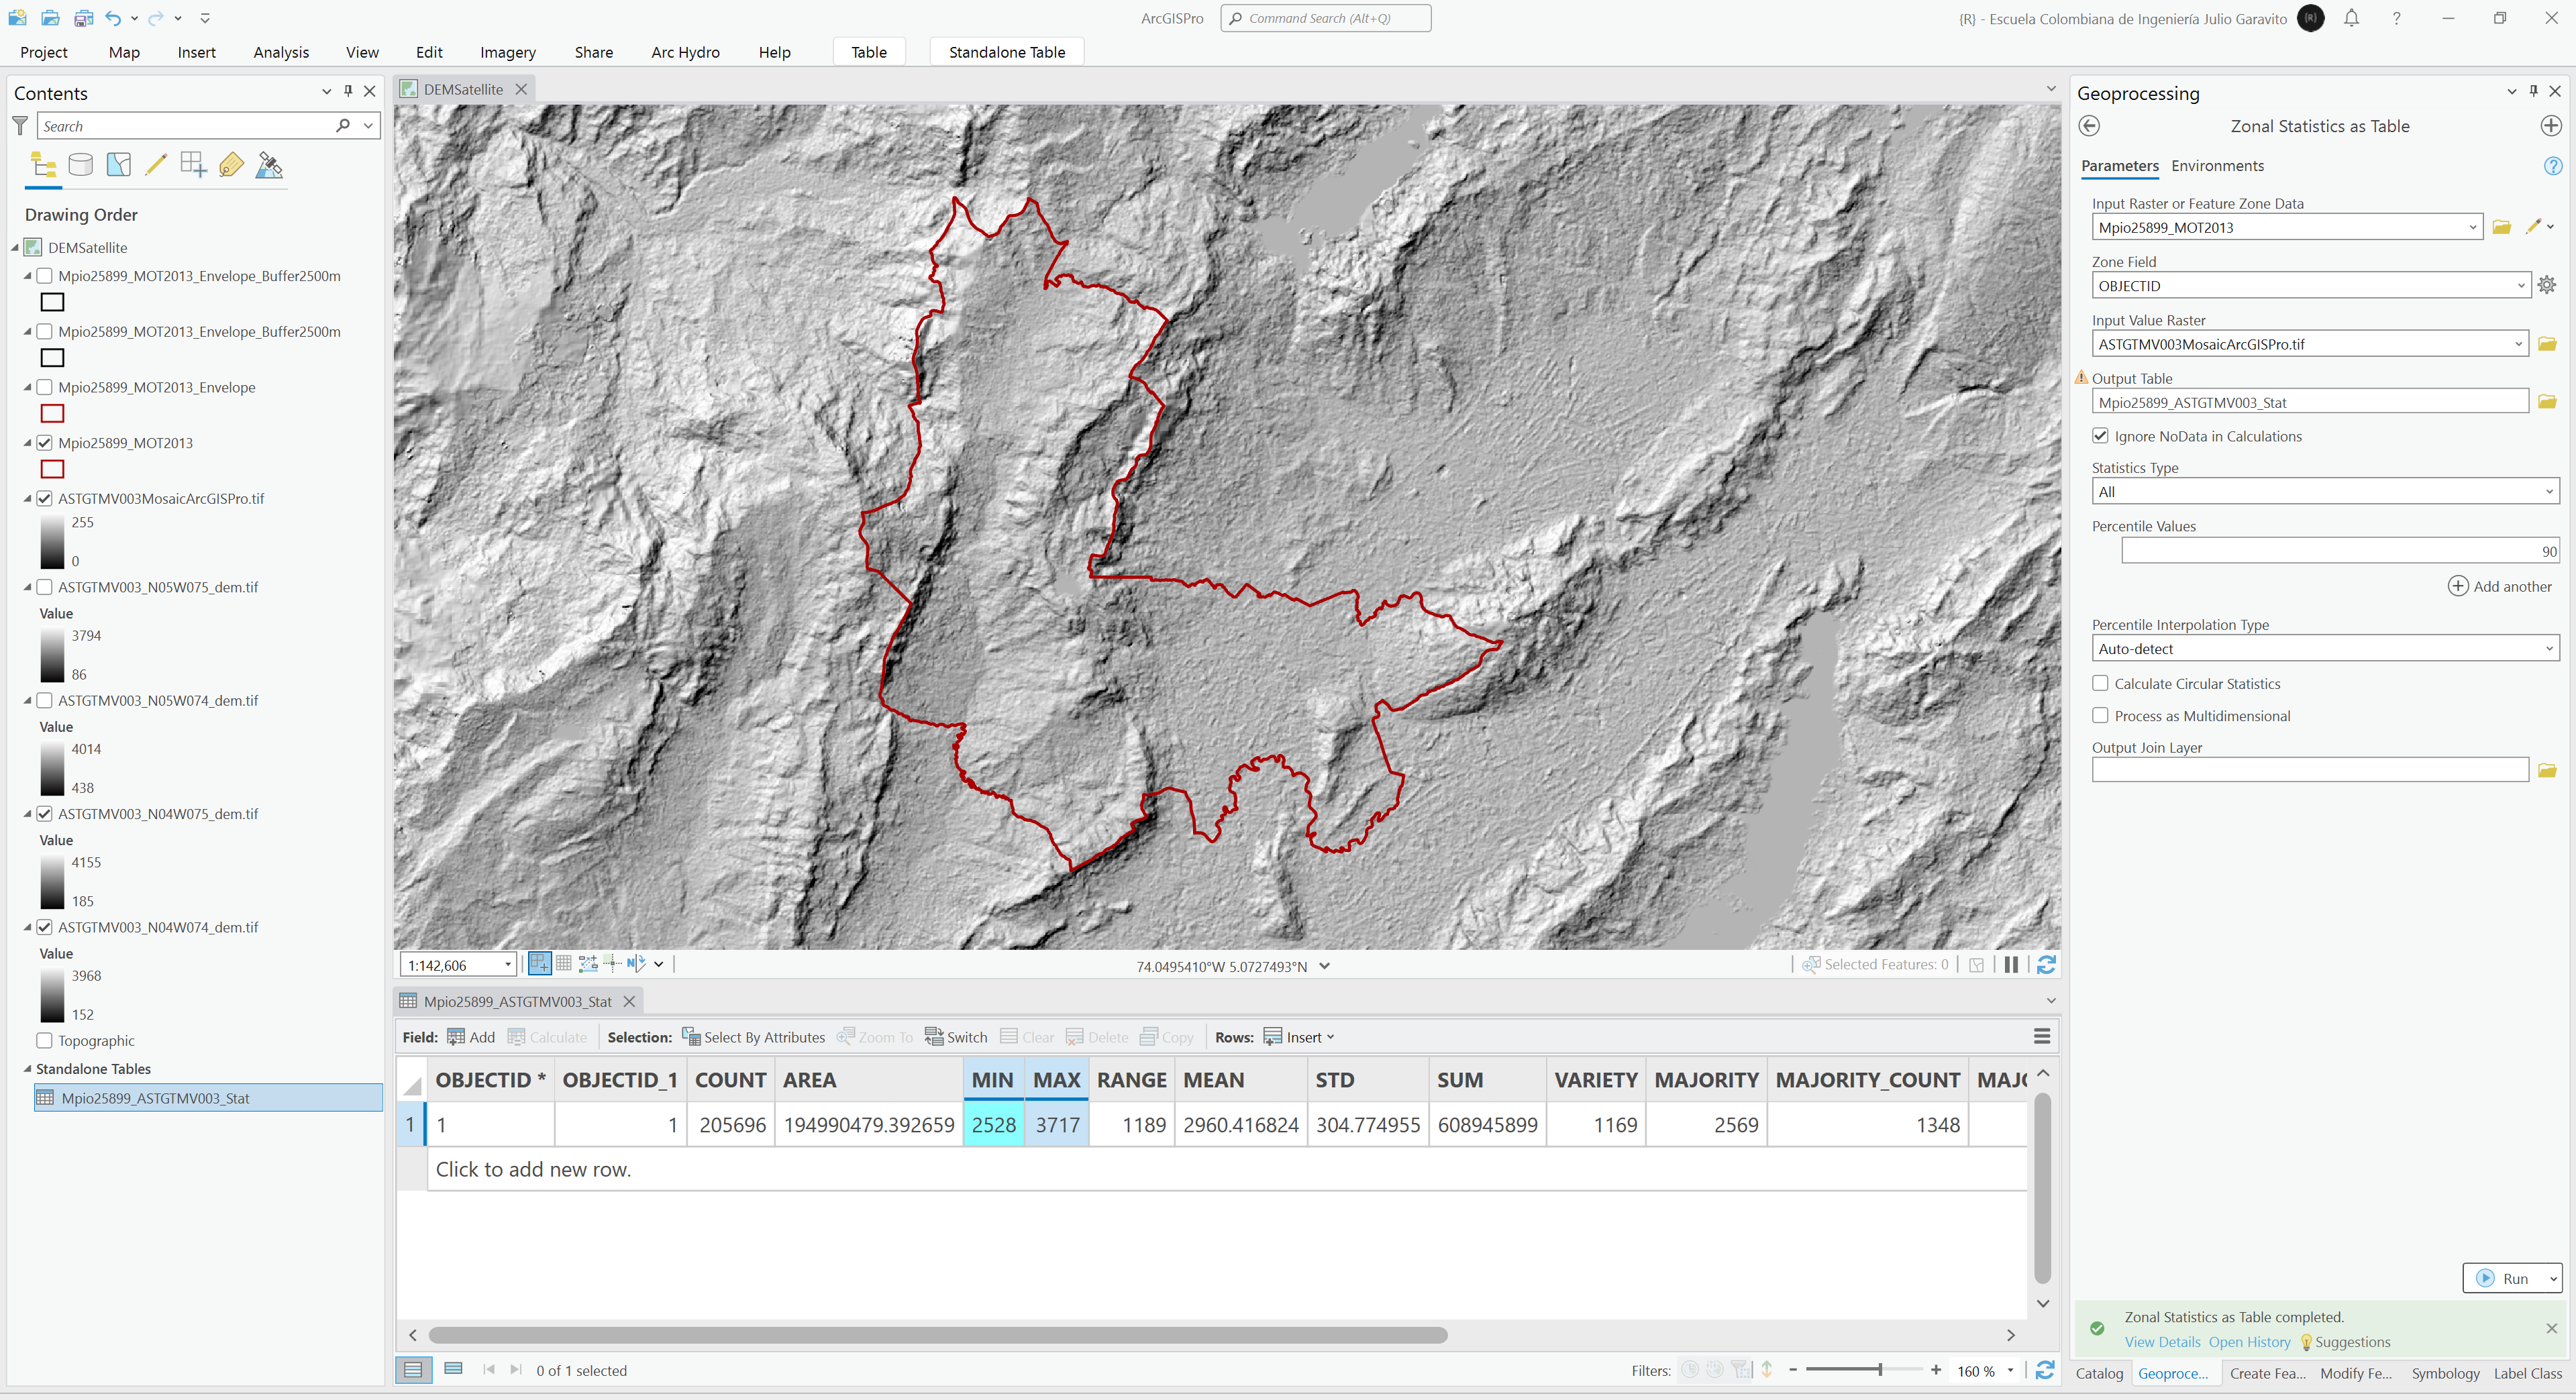 ArcGISPro
Command Search (Alt+Q)
{R} - Escuela Colombiana de Ingeniería Julio Garavito
{R}
?
Project Map Insert Analysis View Edit Imagery Share Arc Hydro Help Table Standalone Table
Contents
Search
Drawing Order
DEMSatellite
Mpio25899_MOT2013_Envelope_Buffer2500m
Mpio25899_MOT2013_Envelope_Buffer2500m
Mpio25899_MOT2013_Envelope
Mpio25899_MOT2013
ASTGTMV003MosaicArcGISPro.tif
255
0
ASTGTMV003_N05W075_dem.tif
Value
3794
86
ASTGTMV003_N05W074_dem.tif
Value
4014
438
ASTGTMV003_N04W075_dem.tif
Value
4155
185
ASTGTMV003_N04W074_dem.tif
Value
3968
152
Topographic
Standalone Tables
Mpio25899_ASTGTMV003_Stat
DEMSatellite
1:142,606
74.0495410°W 5.0727493°N
Selected Features: 0
Mpio25899_ASTGTMV003_Stat
Field: Add Calculate Selection: Select By Attributes Zoom To Switch Clear Delete Copy Rows: Insert
OBJECTID * OBJECTID_1 COUNT AREA MIN MAX RANGE MEAN STD SUM VARIETY MAJORITY MAJORITY_COUNT MAJ
1 1 1 205696 194990479.392659 2528 3717 1189 2960.416824 304.774955 608945899 1169 2569 1348
Click to add new row.
0 of 1 selected
Filters:
160 %
Geoprocessing
Zonal Statistics as Table
Parameters Environments
?
Input Raster or Feature Zone Data
Mpio25899_MOT2013
Zone Field
OBJECTID
Input Value Raster
ASTGTMV003MosaicArcGISPro.tif
Output Table
Mpio25899_ASTGTMV003_Stat
Ignore NoData in Calculations
Statistics Type
All
Percentile Values
90
Add another
Percentile Interpolation Type
Auto-detect
Calculate Circular Statistics
Process as Multidimensional
Output Join Layer
Run
Zonal Statistics as Table completed.
View Details Open History Suggestions
Catalog Geoproce... Create Fea... Modify Fe... Symbology Label Class